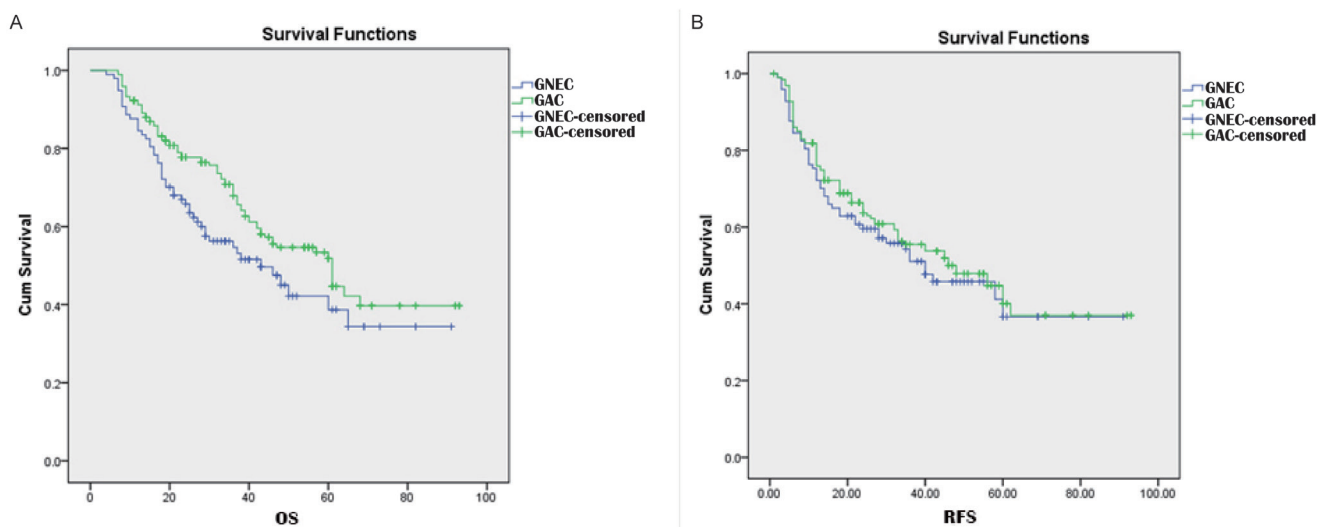 A
Survival Functions
1.0
0.8
0.6
0.4
0.2
0.0
Cum Survival
0
20
40
60
80
100
OS
GNEC
GAC
GNEC-censored
GAC-censored
B
Survival Functions
1.0
0.8
0.6
0.4
0.2
0.0
Cum Survival
0.00
20.00
40.00
60.00
80.00
100.00
RFS
GNEC
GAC
GNEC-censored
GAC-censored